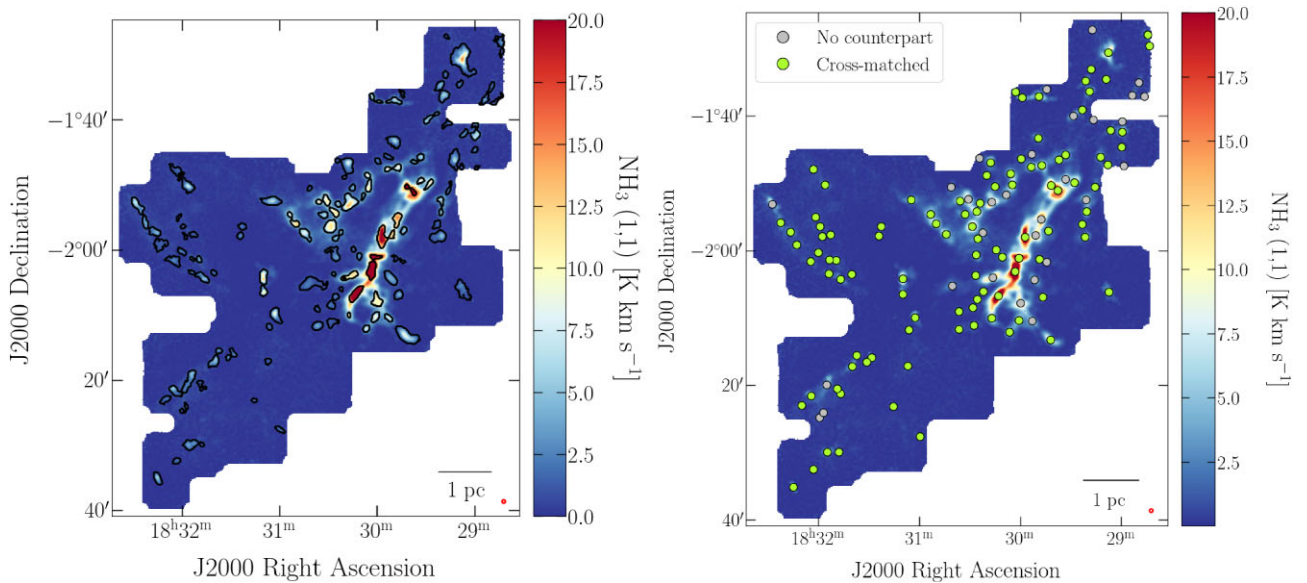 20.0
17.5
15.0
12.5
10.0
7.5
5.0
2.5
0.0
NH₃ (1,1) [K km s⁻¹]
−1°40′
−2°00′
20′
40′
J2000 Declination
1 pc
18ʰ32ᵐ
31ᵐ
30ᵐ
29ᵐ
J2000 Right Ascension
No counterpart
Cross-matched
20.0
17.5
15.0
12.5
10.0
7.5
5.0
2.5
NH₃ (1,1) [K km s⁻¹]
−1°40′
−2°00′
20′
40′
J2000 Declination
1 pc
18ʰ32ᵐ
31ᵐ
30ᵐ
29ᵐ
J2000 Right Ascension